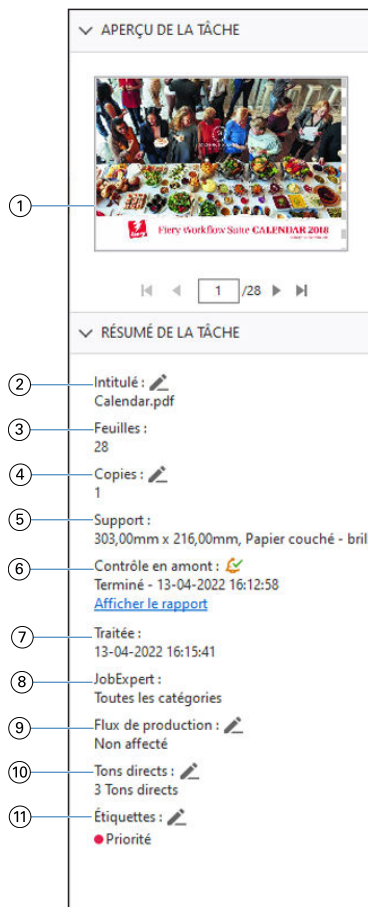 APERÇU DE LA TÂCHE
1
fiery
Fiery Workflow Suite CALENDAR 2018
1 /28
RÉSUMÉ DE LA TÂCHE
2 Intitulé :
Calendar.pdf
3 Feuilles :
28
4 Copies :
1
5 Support :
303,00mm x 216,00mm, Papier couché - bril
6 Contrôle en amont :
Terminé - 13-04-2022 16:12:58
Afficher le rapport
7 Traitée :
13-04-2022 16:15:41
8 JobExpert :
Toutes les catégories
9 Flux de production :
Non affecté
10 Tons directs :
3 Tons directs
11 Étiquettes :
Priorité